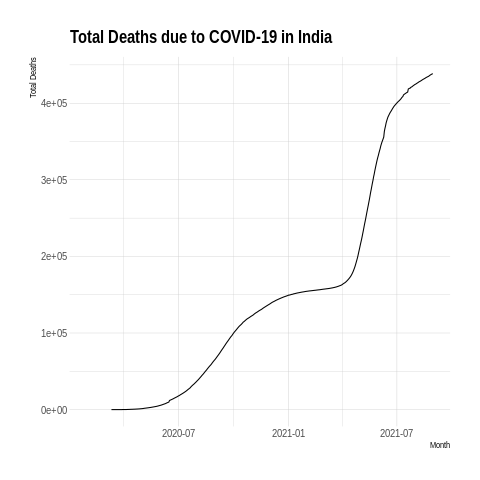 Total Deaths due to COVID-19 in India
Total Deaths
4e+05
3e+05
2e+05
1e+05
0e+00
2020-07 2021-01 2021-07
Month